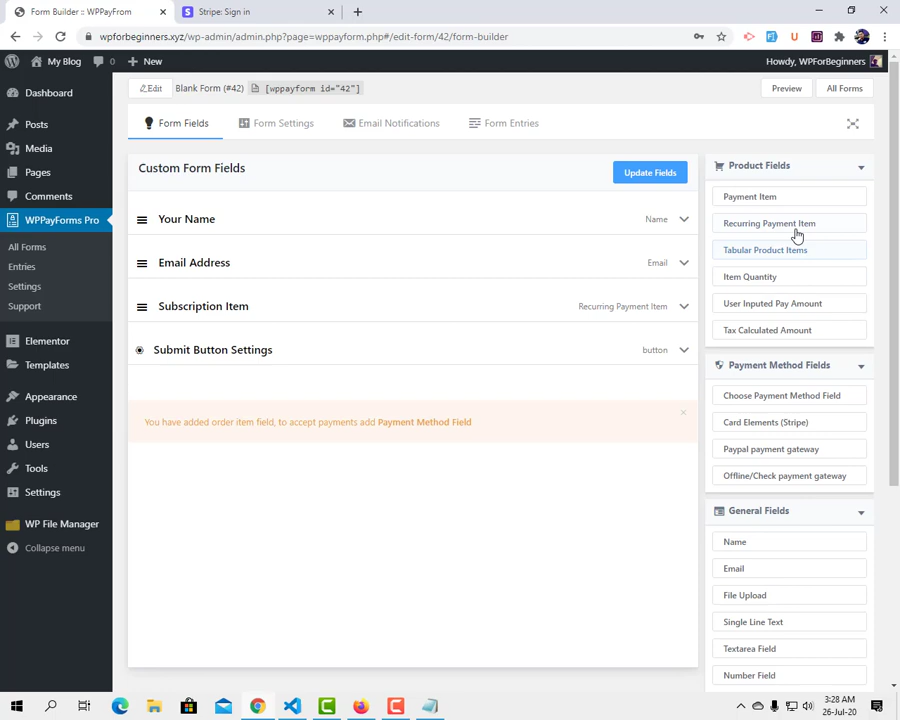 Form Builder :: WPPayFrom
Stripe: Sign in
wpforbeginners.xyz/wp-admin/admin.php?page=wppayform.php#/edit-form/42/form-builder
My Blog
0
New
Howdy, WPForBeginners
Dashboard
Posts
Media
Pages
Comments
WPPayForms Pro
All Forms
Entries
Settings
Support
Elementor
Templates
Appearance
Plugins
Users
Tools
Settings
WP File Manager
Collapse menu
Edit
Blank Form (#42)
[wppayform id="42"]
Preview
All Forms
Form Fields
Form Settings
Email Notifications
Form Entries
Custom Form Fields
Update Fields
Your Name
Name
Email Address
Email
Subscription Item
Recurring Payment Item
Submit Button Settings
button
You have added order item field, to accept payments add Payment Method Field
Product Fields
Payment Item
Recurring Payment Item
Tabular Product Items
Item Quantity
User Inputed Pay Amount
Tax Calculated Amount
Payment Method Fields
Choose Payment Method Field
Card Elements (Stripe)
Paypal payment gateway
Offline/Check payment gateway
General Fields
Name
Email
File Upload
Single Line Text
Textarea Field
Number Field
3:28 AM
26-Jul-20